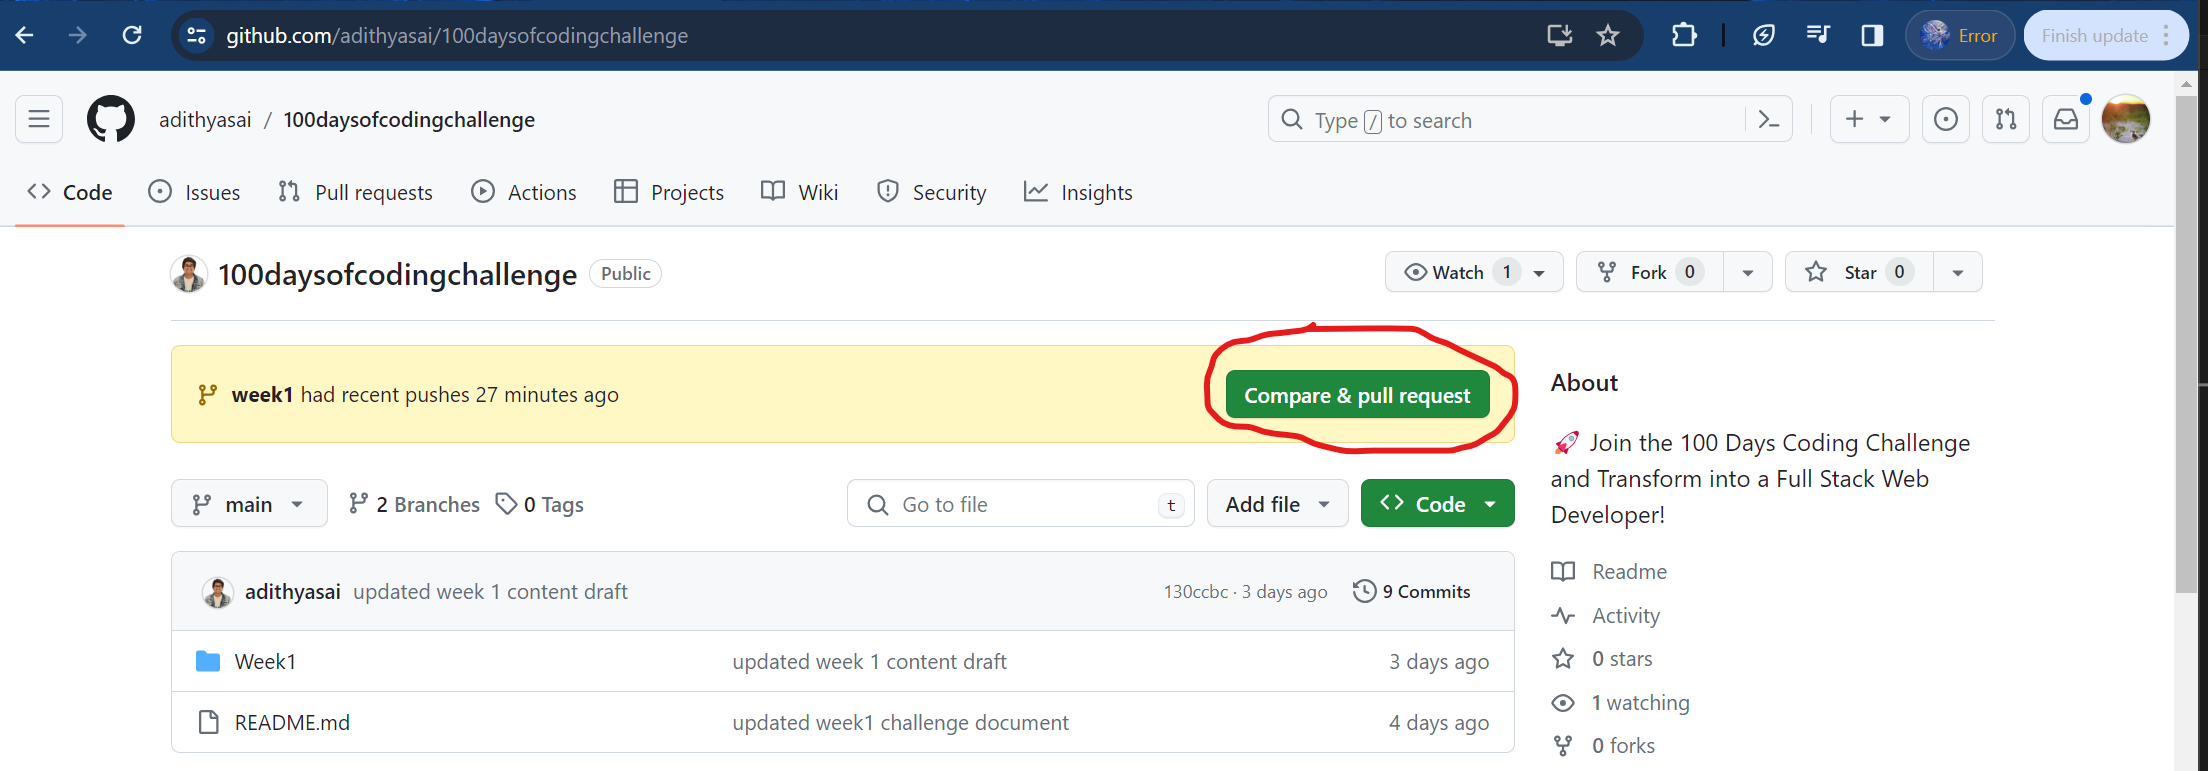 github.com/adithyasai/100daysofcodingchallenge Error Finish update
adithyasai / 100daysofcodingchallenge Type / to search
Code Issues Pull requests Actions Projects Wiki Security Insights
100daysofcodingchallenge Public Watch 1 Fork 0 Star 0
week1 had recent pushes 27 minutes ago Compare & pull request
main 2 Branches 0 Tags Go to file t Add file Code
adithyasai updated week 1 content draft 130ccbc · 3 days ago 9 Commits
Week1 updated week 1 content draft 3 days ago
README.md updated week1 challenge document 4 days ago
About
🚀 Join the 100 Days Coding Challenge
and Transform into a Full Stack Web
Developer!
Readme
Activity
0 stars
1 watching
0 forks